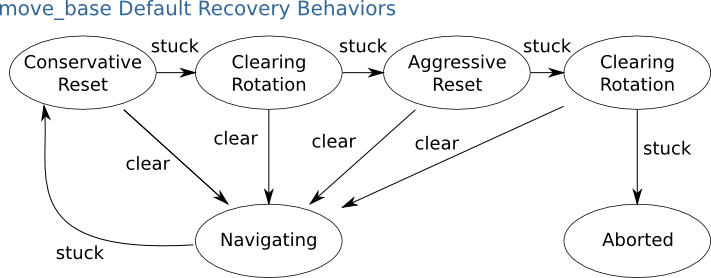 move_base Default Recovery Behaviors
stuck
stuck
stuck
Conservative
Reset
Clearing
Rotation
Aggressive
Reset
Clearing
Rotation
clear
clear
clear
clear
stuck
stuck
Navigating
Aborted